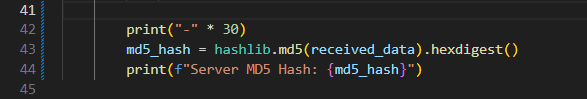 41
42 print("-" * 30)
43 md5_hash = hashlib.md5(received_data).hexdigest()
44 print(f"Server MD5 Hash: {md5_hash}")
45